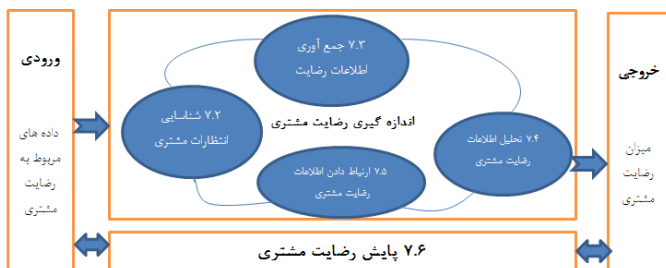 خروجی
میزان
رضایت
مشتری
۷.۳ جمع آوری
اطلاعات رضایت
اندازه گیری رضایت مشتری
۷.۲ شناسایی
انتظارات مشتری
۷.۴ تحلیل اطلاعات
رضایت مشتری
۷.۵ ارتباط دادن اطلاعات
رضایت مشتری
۷.۶ پایش رضایت مشتری
ورودی
داده های
مربوط به
رضایت
مشتری